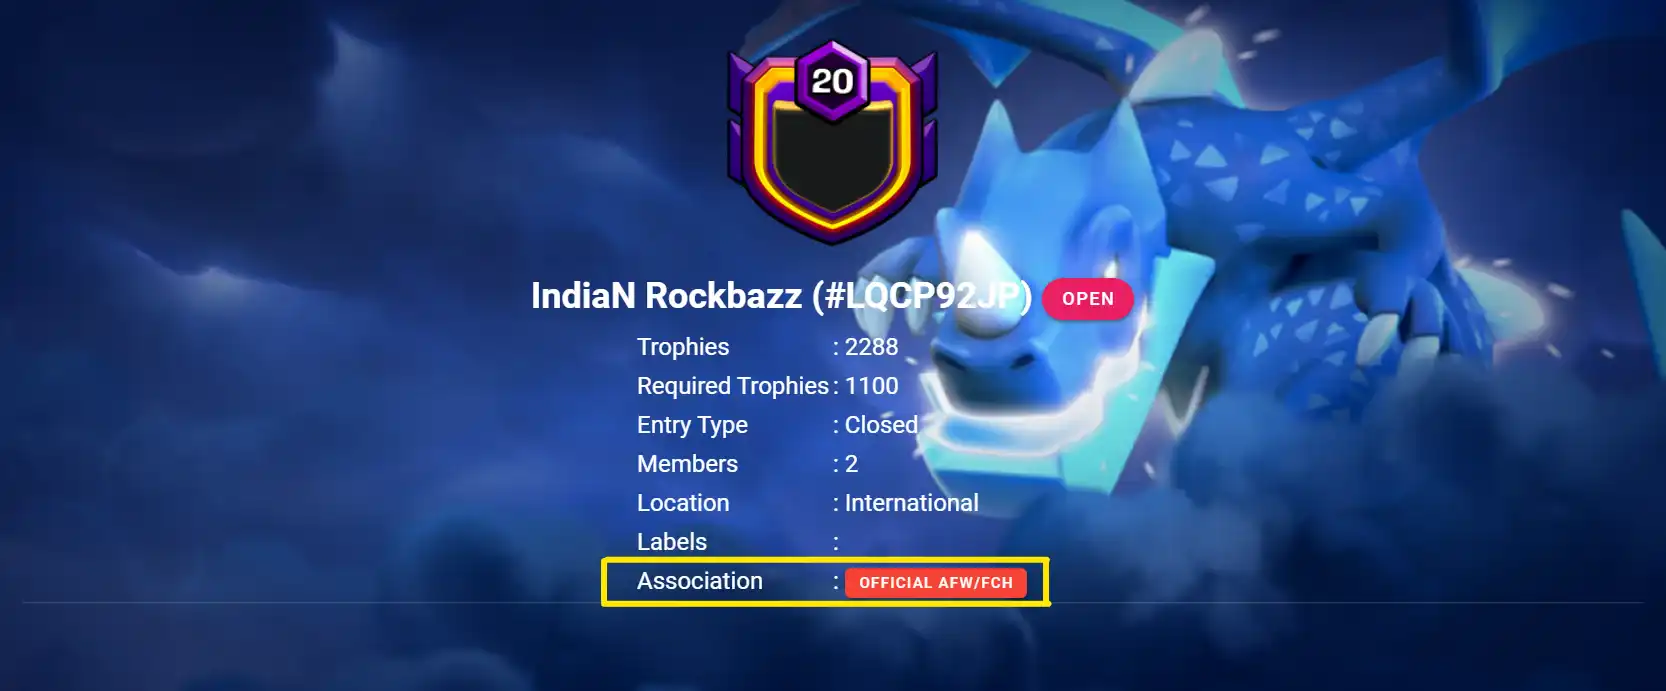 20
IndiaN Rockbazz (#LQCP92JP) OPEN
Trophies : 2288
Required Trophies : 1100
Entry Type : Closed
Members : 2
Location : International
Labels :
Association : OFFICIAL AFW/FCH